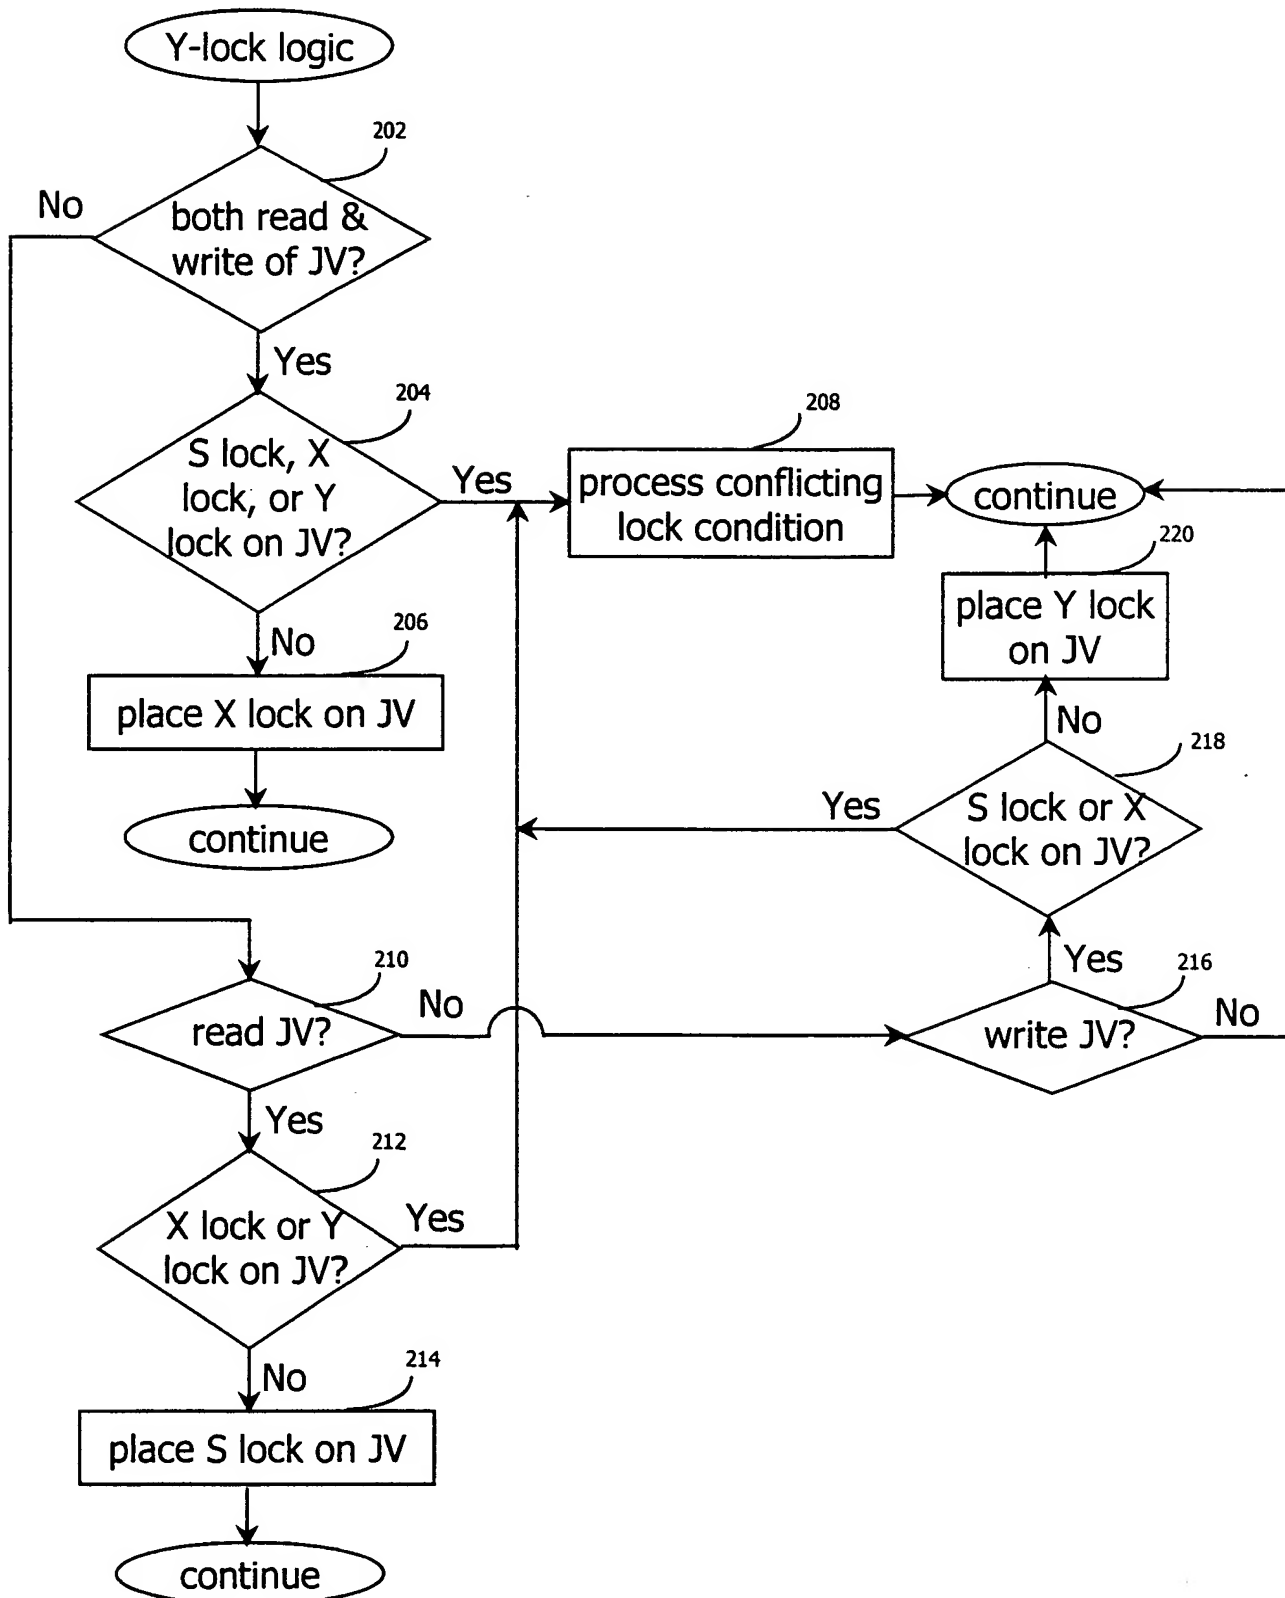 Y-lock logic
202
both read &
write of JV?
No
Yes
204
S lock, X
lock, or Y
lock on JV?
Yes
208
process conflicting
lock condition
continue
220
place Y lock
on JV
No
206
place X lock on JV
No
218
S lock or X
lock on JV?
Yes
continue
210
read JV?
No
Yes
216
write JV?
No
Yes
212
X lock or Y
lock on JV?
Yes
No
214
place S lock on JV
continue